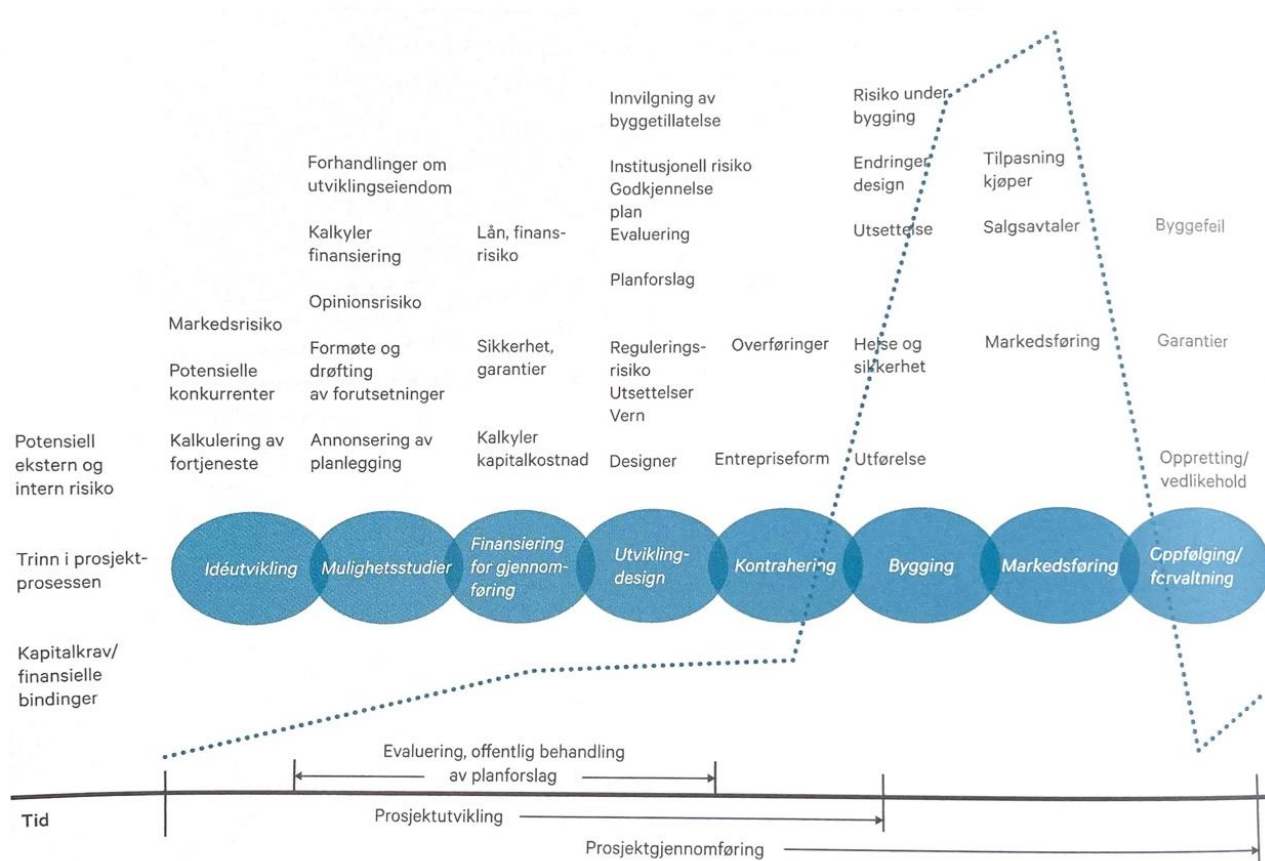 Innvilgning av
byggetillatelse
Risiko under
bygging
Forhandlinger om
utviklingseiendom
Institusjonell risiko
Godkjennelse
plan
Evaluering
Endringer
design
Tilpasning
kjøper
Kalkyler
finansiering
Lån, finans-
risiko
Utsettelse
Salgsavtaler
Byggefeil
Planforslag
Opinionsrisiko
Markedsrisiko
Formøte og
drøfting
av forutsetninger
Sikkerhet,
garantier
Regulerings-
risiko
Utsettelser
Vern
Overføringer
Helse og
sikkerhet
Markedsføring
Garantier
Potensielle
konkurrenter
Potensiell
ekstern og
intern risiko
Kalkulering av
fortjeneste
Annonsering av
planlegging
Kalkyler
kapitalkostnad
Designer
Entrepriseform
Utførelse
Oppretting/
vedlikehold
Trinn i prosjekt-
prosessen
Idéutvikling
Mulighetsstudier
Finansiering
for gjennom-
føring
Utvikling-
design
Kontrahering
Bygging
Markedsføring
Oppfølging/
forvaltning
Kapitalkrav/
finansielle
bindinger
Evaluering, offentlig behandling
av planforslag
Tid
Prosjektutvikling
Prosjektgjennomføring